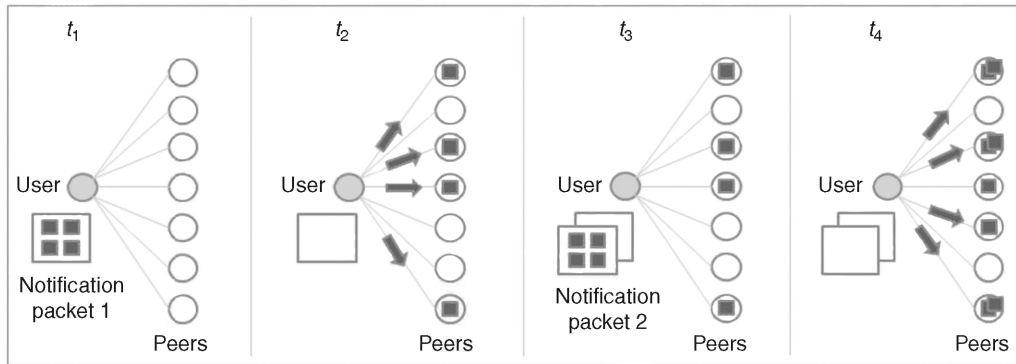 t1
t2
t3
t4
User
User
User
User
Notification
packet 1
Notification
packet 2
Peers
Peers
Peers
Peers